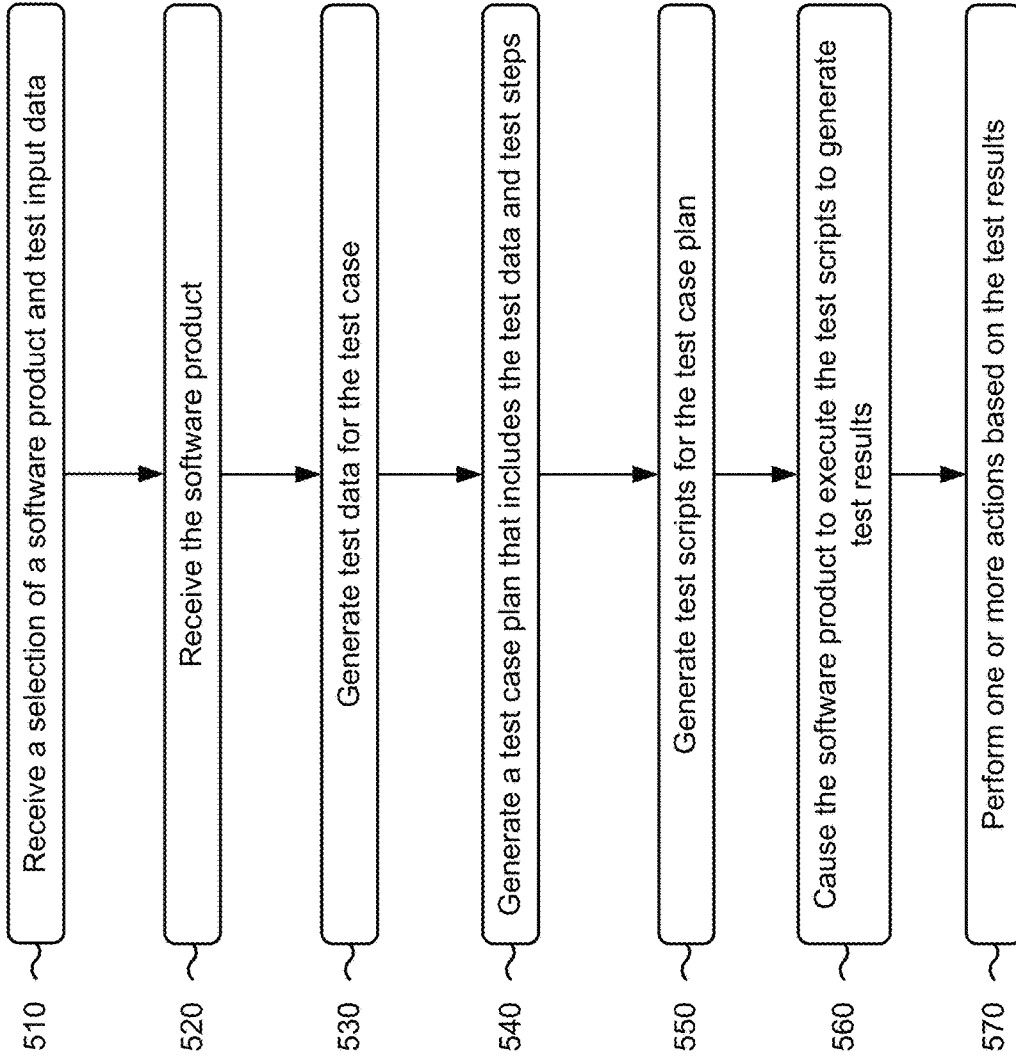 510
Receive a selection of a software product and test input data
520
Receive the software product
530
Generate test data for the test case
540
Generate a test case plan that includes the test data and test steps
550
Generate test scripts for the test case plan
560
Cause the software product to execute the test scripts to generate
test results
570
Perform one or more actions based on the test results